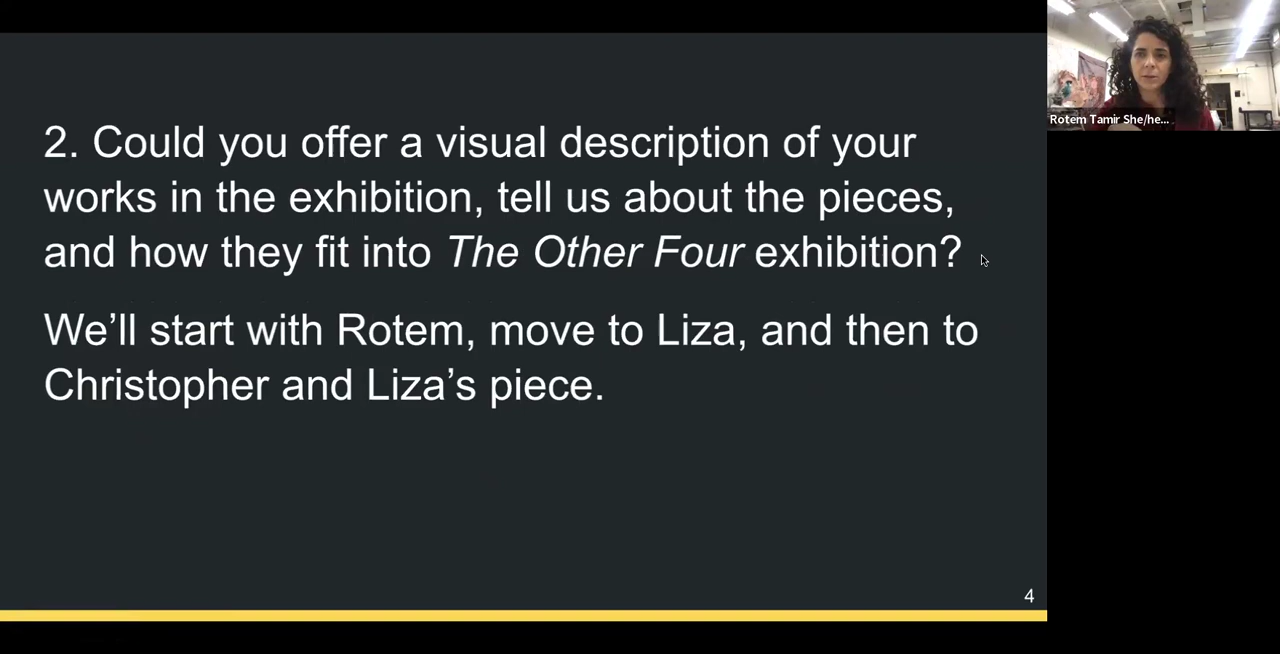 2. Could you offer a visual description of your
works in the exhibition, tell us about the pieces,
and how they fit into The Other Four exhibition?
We’ll start with Rotem, move to Liza, and then to
Christopher and Liza’s piece.
4
Rotem Tamir She/he...